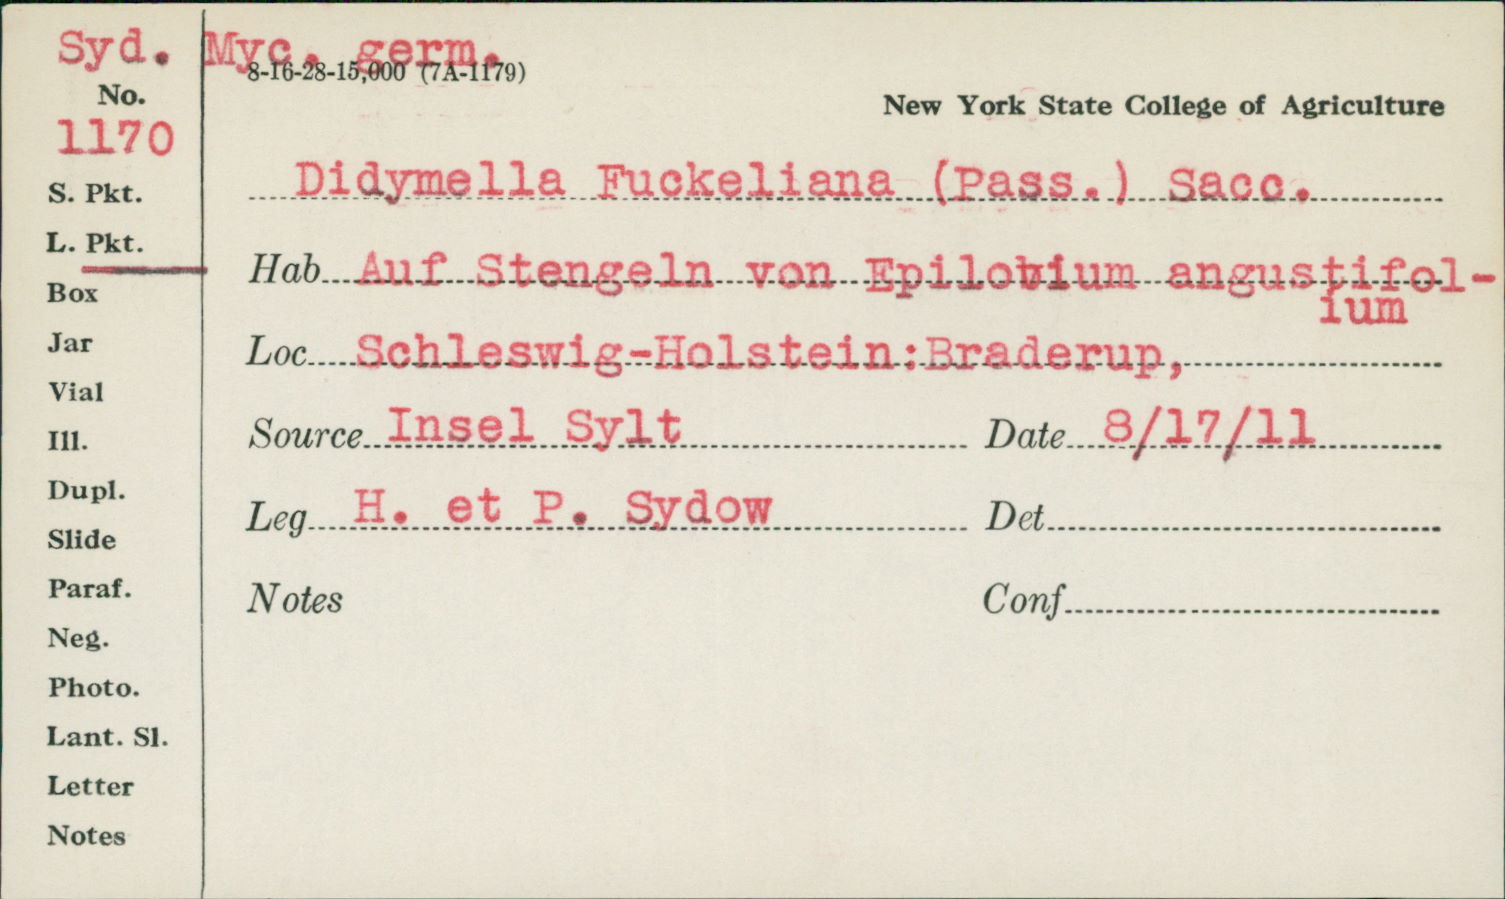 Syd. Myc. germ.
8-16-28-15,000 (7A-1179)
No.
1170
New York State College of Agriculture
Didymella Fuckeliana (Pass.) Sacc.
S. Pkt.
L. Pkt.
Hab Auf Stengeln von Epilobium angustifol-
ium
Box
Jar
Loc Schleswig-Holstein:Braderup,
Vial
Ill.
Source Insel Sylt Date 8/17/11
Dupl.
Leg H. et P. Sydow Det
Slide
Paraf.
Notes Conf
Neg.
Photo.
Lant. Sl.
Letter
Notes